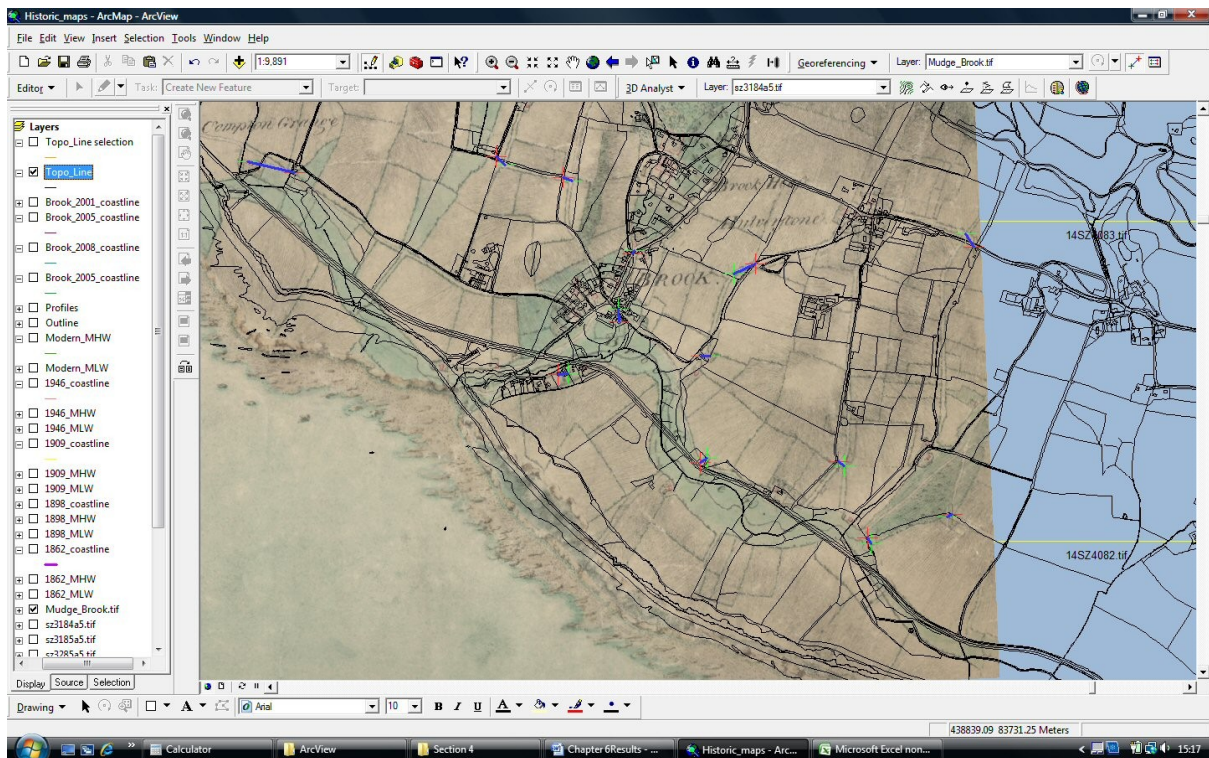 Historic_maps - ArcMap - ArcView
File Edit View Insert Selection Tools Window Help
1:9,891
Georeferencing
Layer: Mudge_Brook.tif
Editor
Task: Create New Feature
Target:
3D Analyst
Layer: sz3184a5.tif
Layers
Topo_Line selection
Topo_Line
Brook_2001_coastline
Brook_2005_coastline
Brook_2008_coastline
Brook_2005_coastline
Profiles
Outline
Modern_MHW
Modern_MLW
1946_coastline
1946_MHW
1946_MLW
1909_coastline
1909_MHW
1909_MLW
1898_coastline
1898_MHW
1898_MLW
1862_coastline
1862_MHW
1862_MLW
Mudge_Brook.tif
sz3184a5.tif
sz3185a5.tif
sz3285a5.tif
Display Source Selection
Compton Grange
BROOK.
14SZ4083.tif
14SZ4082.tif
Drawing
A
Arial
10
B I U A
438839.09 83731.25 Meters
Calculator
ArcView
Section 4
Chapter 6Results - ...
Historic_maps - Arc...
Microsoft Excel non...
15:17